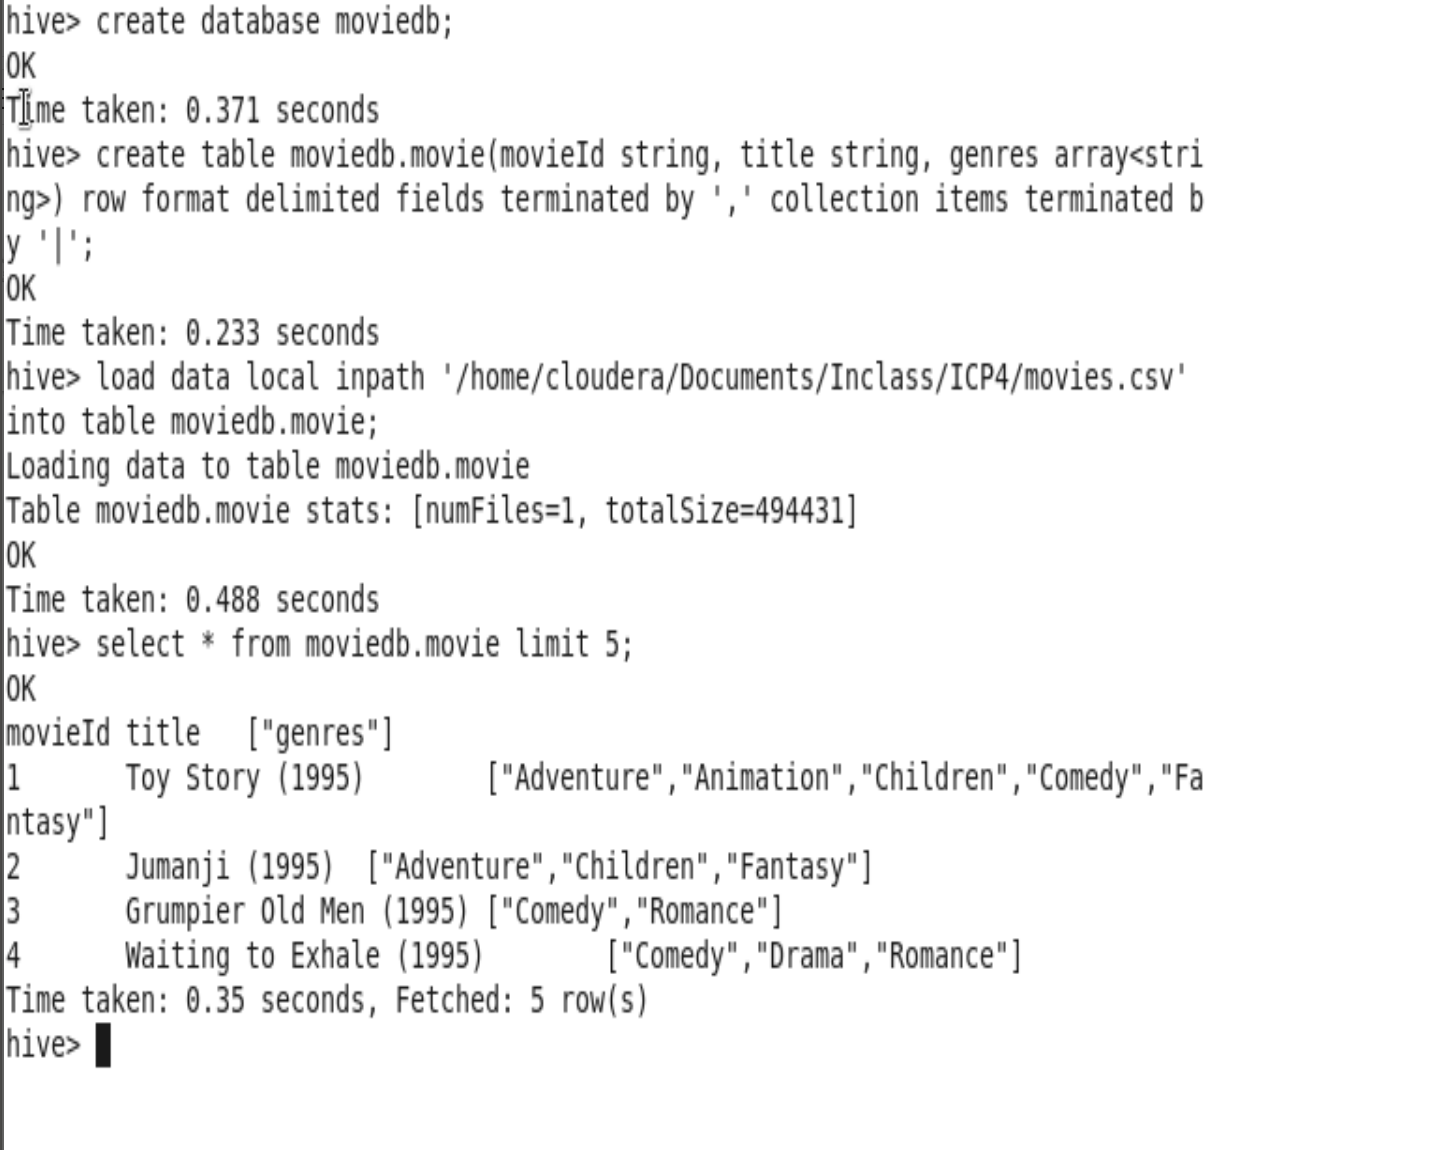 hive> create database moviedb;
OK
Time taken: 0.371 seconds
hive> create table moviedb.movie(movieId string, title string, genres array<stri
ng>) row format delimited fields terminated by ',' collection items terminated b
y '|';
OK
Time taken: 0.233 seconds
hive> load data local inpath '/home/cloudera/Documents/Inclass/ICP4/movies.csv'
into table moviedb.movie;
Loading data to table moviedb.movie
Table moviedb.movie stats: [numFiles=1, totalSize=494431]
OK
Time taken: 0.488 seconds
hive> select * from moviedb.movie limit 5;
OK
movieId title   ["genres"]
1       Toy Story (1995)        ["Adventure","Animation","Children","Comedy","Fa
ntasy"]
2       Jumanji (1995)  ["Adventure","Children","Fantasy"]
3       Grumpier Old Men (1995) ["Comedy","Romance"]
4       Waiting to Exhale (1995)        ["Comedy","Drama","Romance"]
Time taken: 0.35 seconds, Fetched: 5 row(s)
hive>